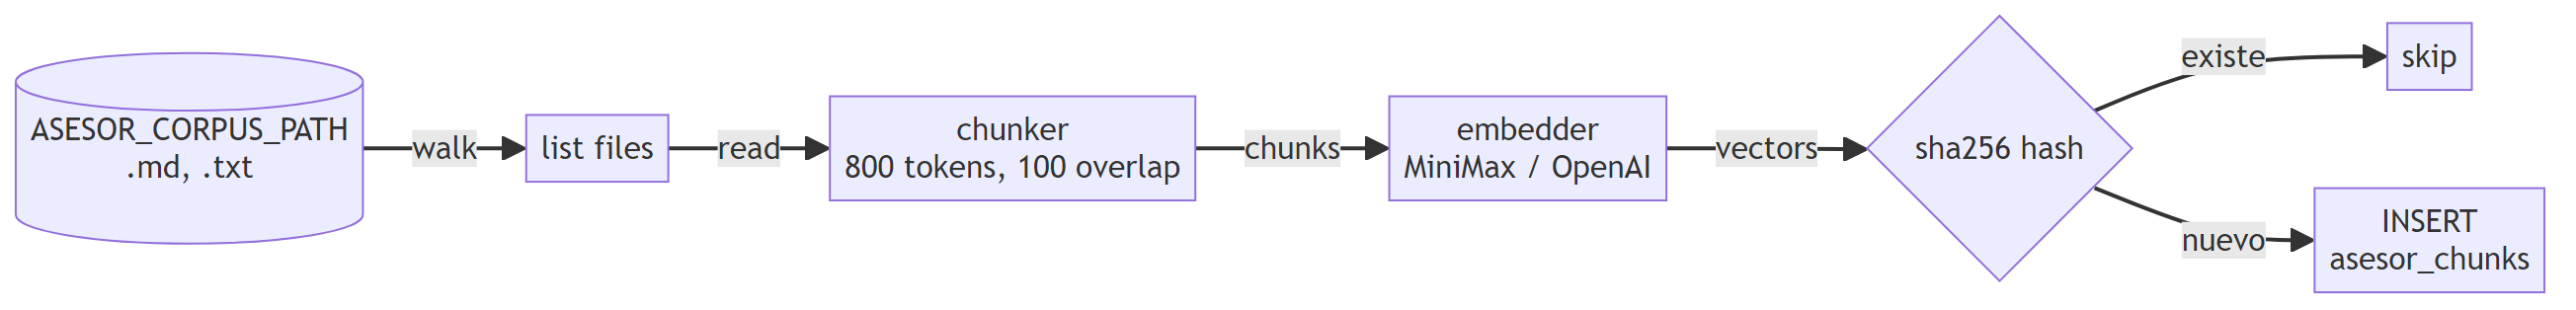 ASESOR_CORPUS_PATH
.md, .txt
walk
list files
read
chunker
800 tokens, 100 overlap
chunks
embedder
MiniMax / OpenAI
vectors
sha256 hash
existe
skip
nuevo
INSERT
asesor_chunks